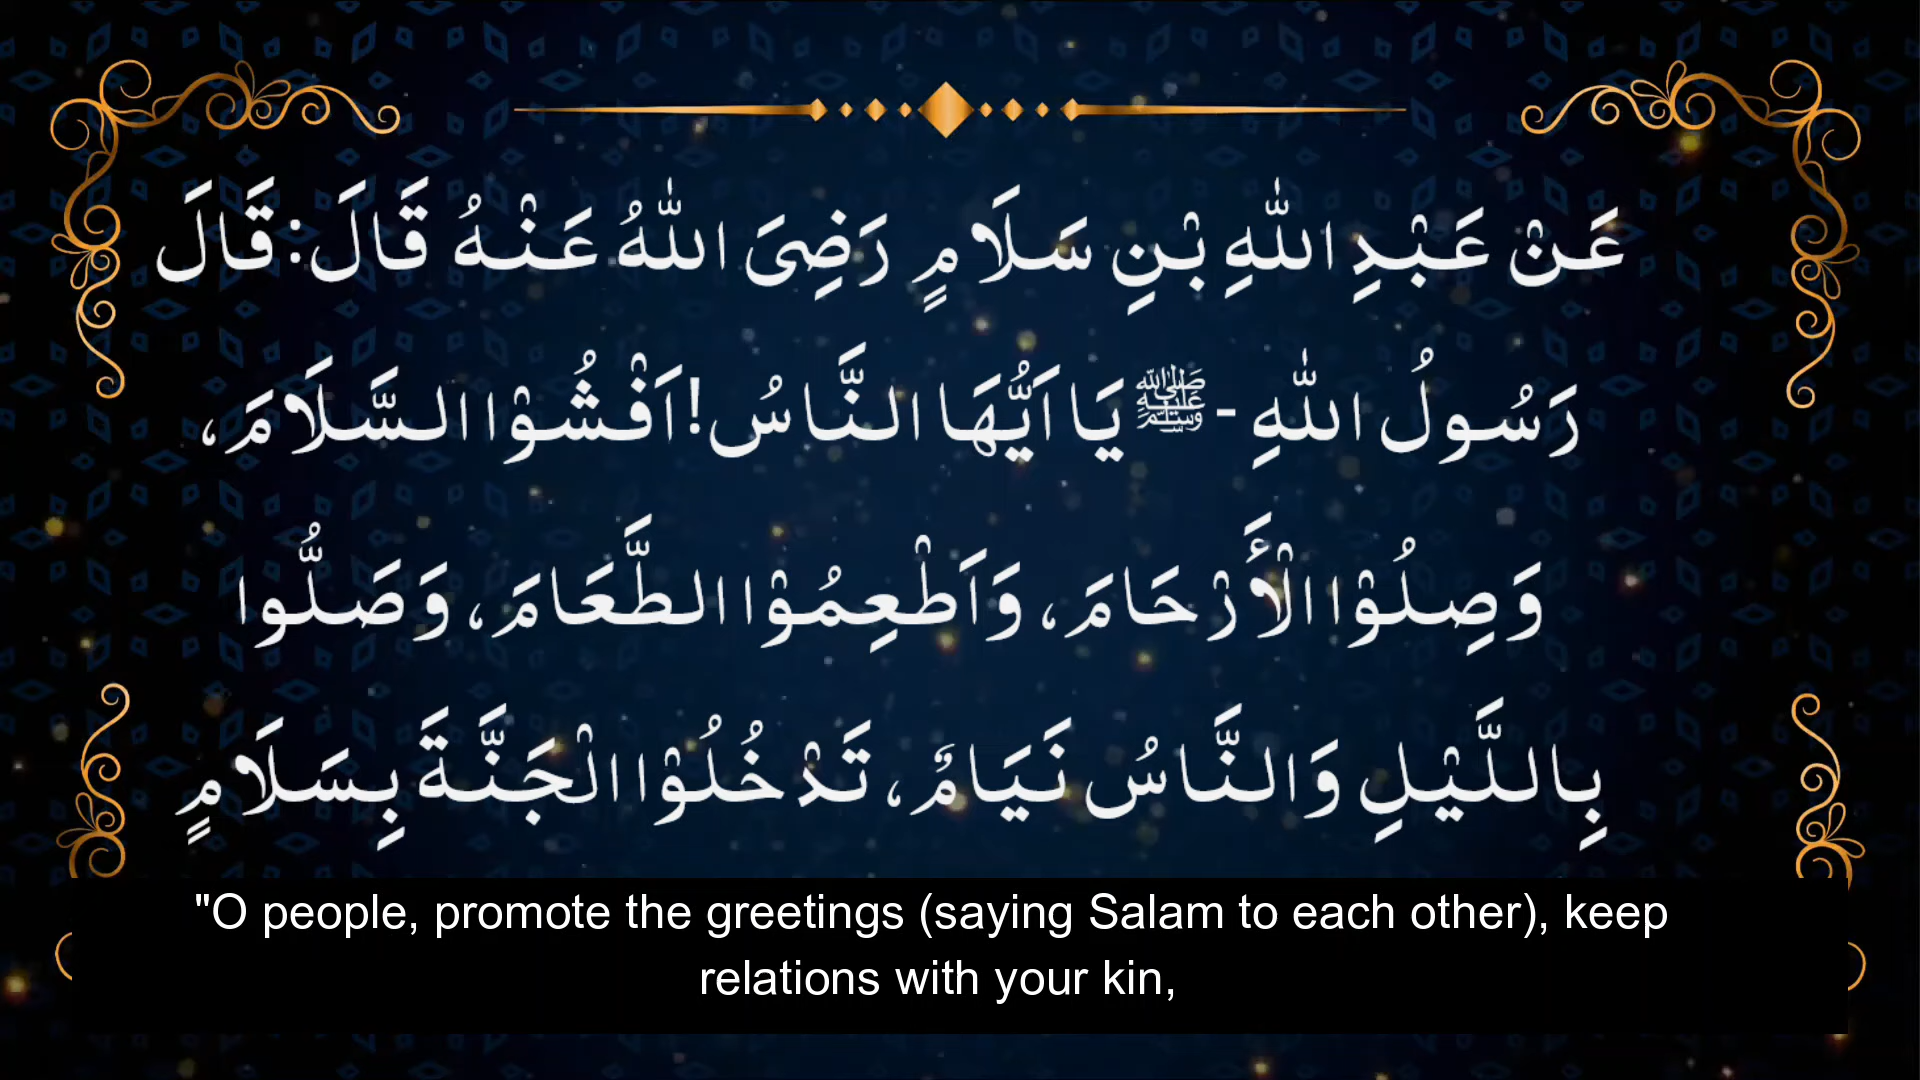 عَنْ عَبْدِ اللّٰهِ بْنِ سَلَامٍ رَضِیَ اللّٰهُ عَنْهُ قَالَ: قَالَ
رَسُولُ اللّٰهِ - ﷺ یَا اَیُّهَا النَّاسُ! اَفْشُوْا السَّلَامَ،
وَصِلُوْا الْأَرْحَامَ، وَاَطْعِمُوْا الطَّعَامَ، وَصَلُّوا
بِاللَّیْلِ وَالنَّاسُ نَیَامٌ، تَدْخُلُوْا الْجَنَّةَ بِسَلَامٍ
"O people, promote the greetings (saying Salam to each other), keep
relations with your kin,